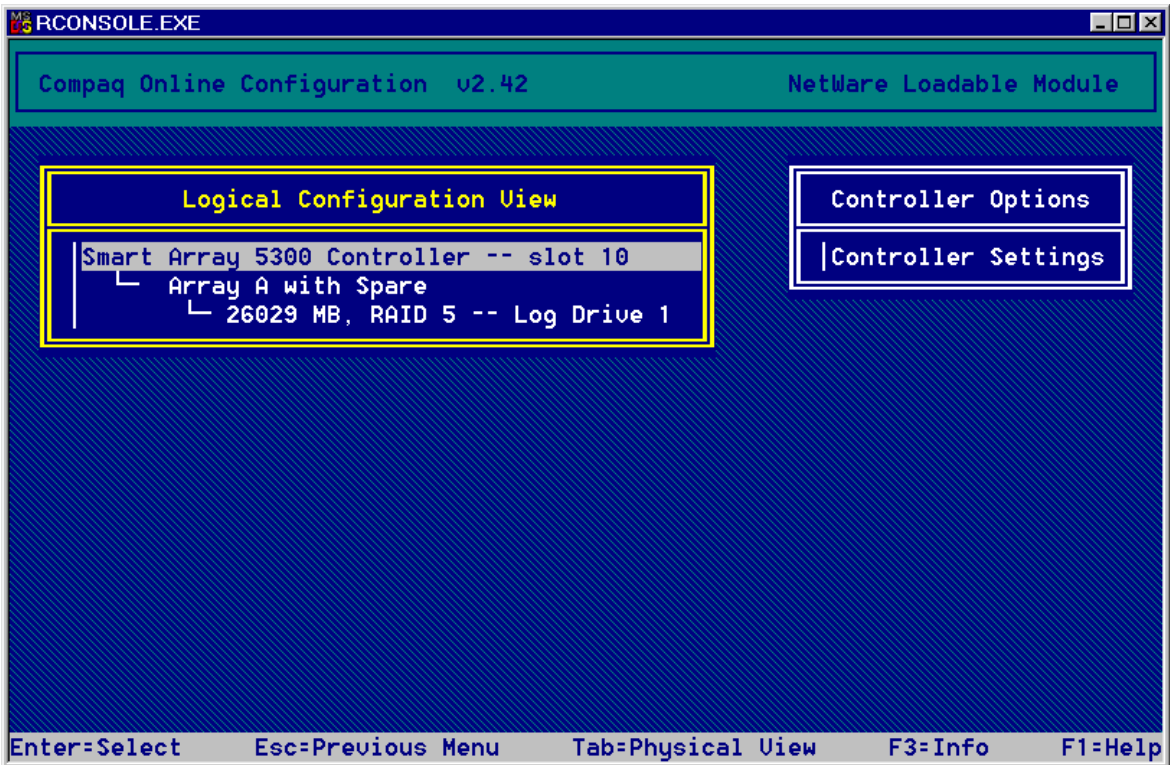 RCONSOLE.EXE
Compaq Online Configuration v2.42 NetWare Loadable Module
Logical Configuration View
Smart Array 5300 Controller -- slot 10
Array A with Spare
26029 MB, RAID 5 -- Log Drive 1
Controller Options
Controller Settings
Enter=Select Esc=Previous Menu Tab=Physical View F3=Info F1=Help